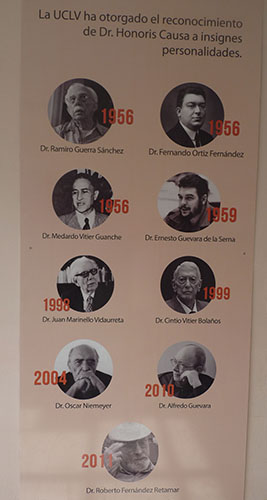 La UCLV ha otorgado el reconocimiento
de Dr. Honoris Causa a insignes
personalidades.
1956
Dr. Ramiro Guerra Sánchez
1956
Dr. Fernando Ortiz Fernández
1956
Dr. Medardo Vitier Guanche
1959
Dr. Ernesto Guevara de la Serna
1998
Dr. Juan Marinello Vidaurreta
1999
Dr. Cintio Vitier Bolaños
2004
Dr. Oscar Niemeyer
2010
Dr. Alfredo Guevara
Dr. Roberto Fernández Retamar